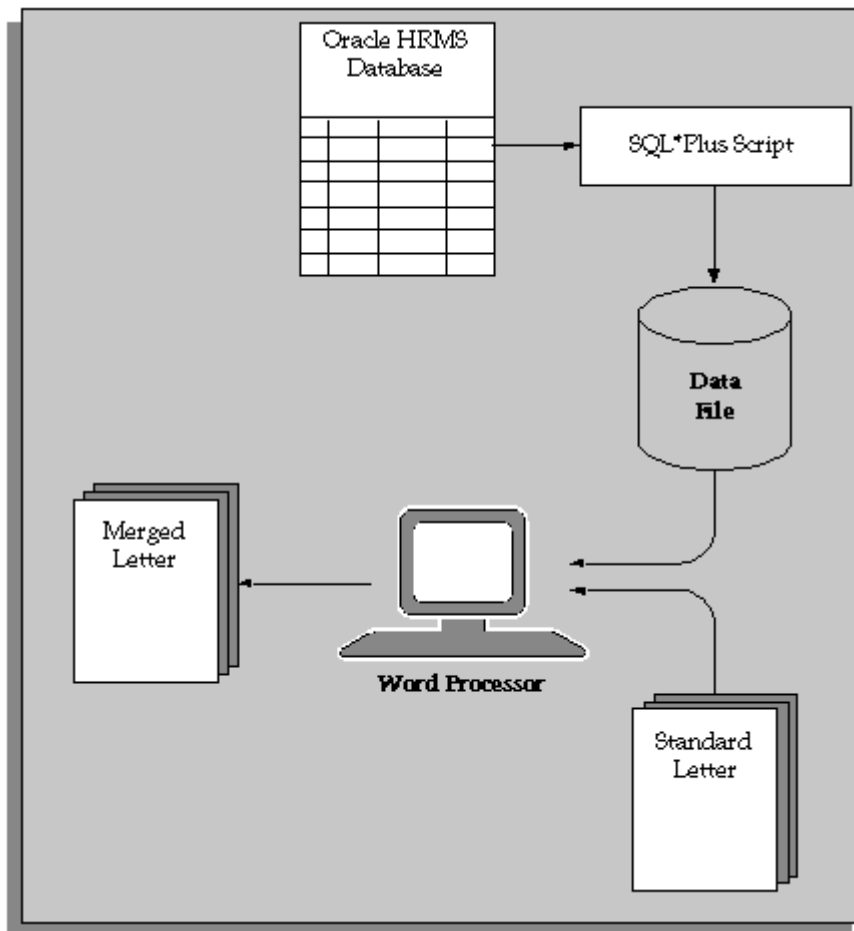 Oracle HRMS
Database
SQL*Plus Script
Data
File
Merged
Letter
Word Processor
Standard
Letter